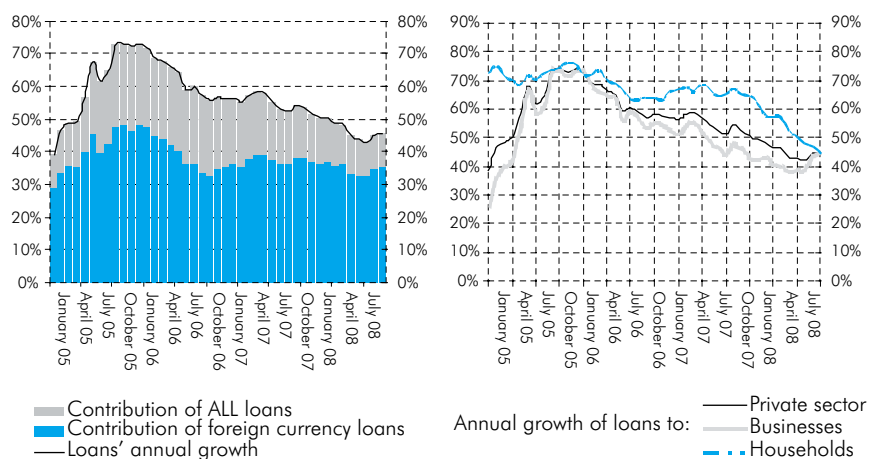 80%
70%
60%
50%
40%
30%
20%
10%
0%
80%
70%
60%
50%
40%
30%
20%
10%
0%
January 05
April 05
July 05
October 05
January 06
April 06
July 06
October 06
January 07
April 07
July 07
October 07
January 08
April 08
July 08
Contribution of ALL loans
Contribution of foreign currency loans
Loans' annual growth
90%
80%
70%
60%
50%
40%
30%
20%
10%
0%
90%
80%
70%
60%
50%
40%
30%
20%
10%
0%
January 05
April 05
July 05
October 05
January 06
April 06
July 06
October 06
January 07
April 07
July 07
October 07
January 08
April 08
July 08
Annual growth of loans to:
Private sector
Businesses
Households